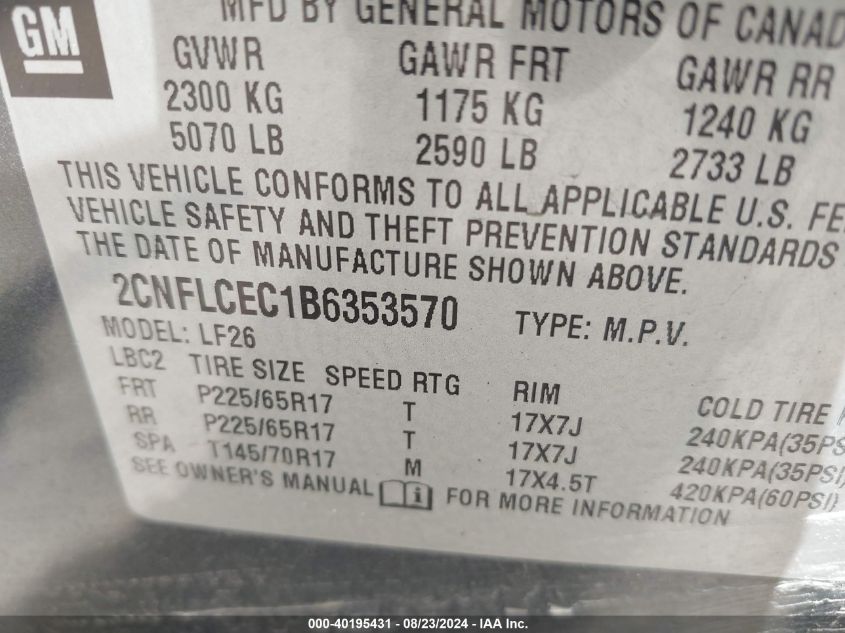 GM
MFD BY GENERAL MOTORS OF CANAD
GVWR GAWR FRT GAWR RR
2300 KG 1175 KG 1240 KG
5070 LB 2590 LB 2733 LB
THIS VEHICLE CONFORMS TO ALL APPLICABLE U.S. FE
VEHICLE SAFETY AND THEFT PREVENTION STANDARDS
THE DATE OF MANUFACTURE SHOWN ABOVE.
2CNFLCEC1B6353570 TYPE: M.P.V.
MODEL: LF26
LBC2 TIRE SIZE SPEED RTG RIM COLD TIRE
FRT P225/65R17 T 17X7J 240KPA(35PS
RR P225/65R17 T 17X7J 240KPA(35PSI)
SPA T145/70R17 M 17X4.5T 420KPA(60PSI)
SEE OWNER'S MANUAL i FOR MORE INFORMATION
000-40195431 - 08/23/2024 - IAA Inc.